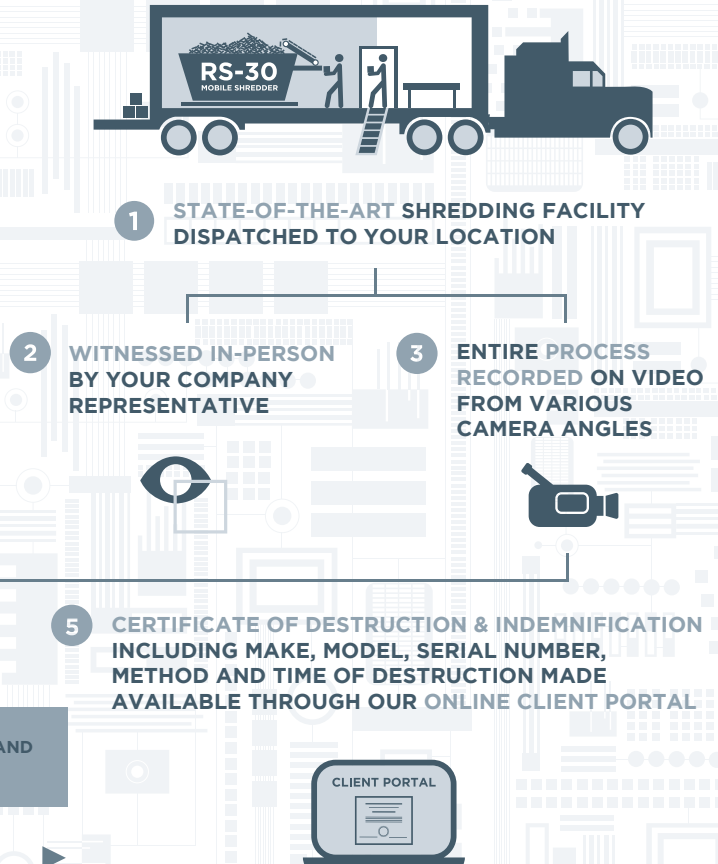 RS-30
MOBILE SHREDDER
1
STATE-OF-THE-ART SHREDDING FACILITY
DISPATCHED TO YOUR LOCATION
2
WITNESSED IN-PERSON
BY YOUR COMPANY
REPRESENTATIVE
3
ENTIRE PROCESS
RECORDED ON VIDEO
FROM VARIOUS
CAMERA ANGLES
5
CERTIFICATE OF DESTRUCTION & INDEMNIFICATION
INCLUDING MAKE, MODEL, SERIAL NUMBER,
METHOD AND TIME OF DESTRUCTION MADE
AVAILABLE THROUGH OUR ONLINE CLIENT PORTAL
AND
CLIENT PORTAL